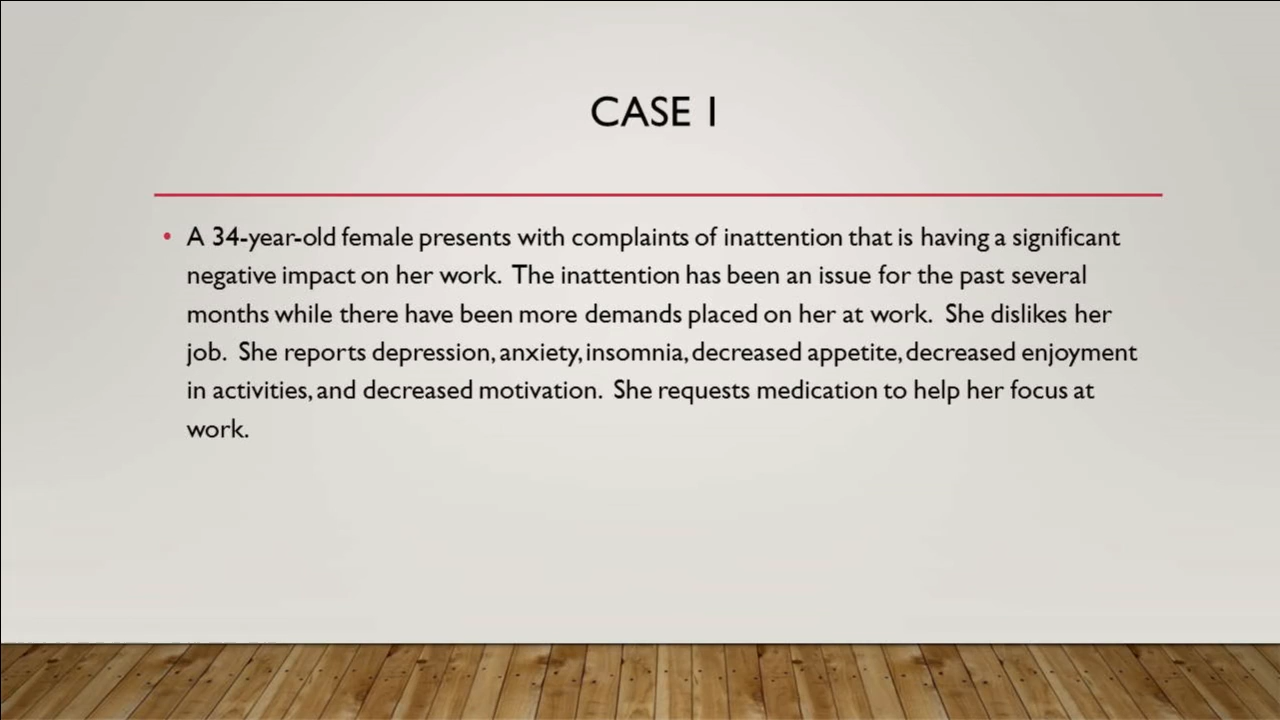 CASE 1
• A 34-year-old female presents with complaints of inattention that is having a significant
negative impact on her work. The inattention has been an issue for the past several
months while there have been more demands placed on her at work. She dislikes her
job. She reports depression, anxiety, insomnia, decreased appetite, decreased enjoyment
in activities, and decreased motivation. She requests medication to help her focus at
work.